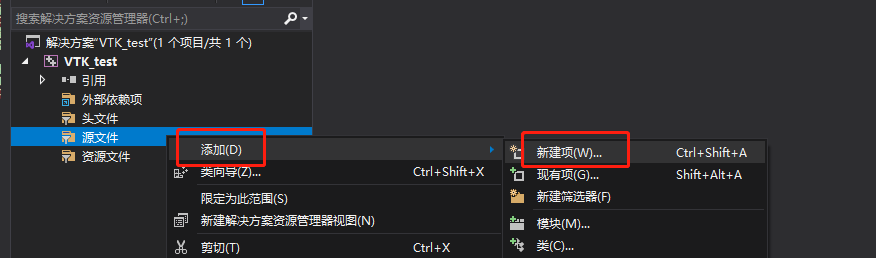 搜索解决方案资源管理器(Ctrl+;)
解决方案"VTK_test"(1 个项目/共 1 个)
VTK_test
引用
外部依赖项
头文件
源文件
资源文件
添加(D)
类向导(Z)... Ctrl+Shift+X
限定为此范围(S)
新建解决方案资源管理器视图(N)
剪切(T) Ctrl+X
新建项(W)... Ctrl+Shift+A
现有项(G)... Shift+Alt+A
新建筛选器(F)
模块(M)...
类(C)...